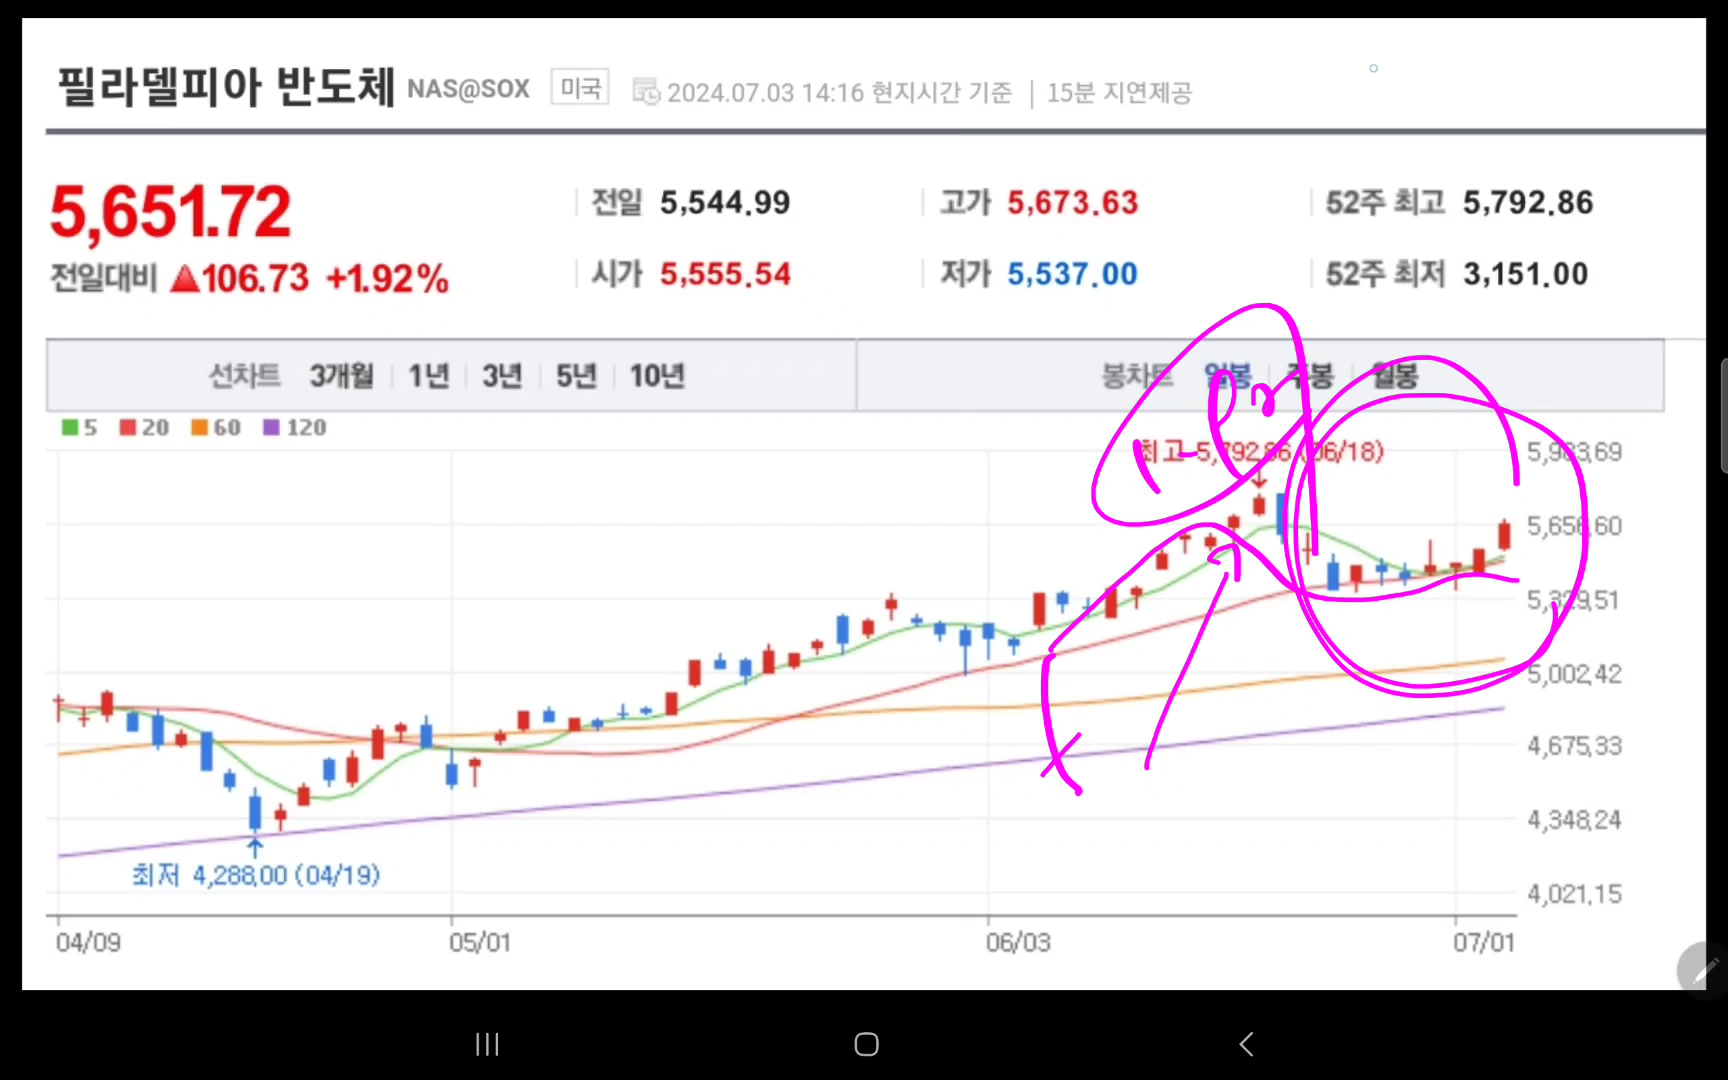 필라델피아 반도체 NAS@SOX 미국 2024.07.03 14:16 현지시간 기준 | 15분 지연제공
5,651.72
전일대비 ▲106.73 +1.92%
전일 5,544.99 고가 5,673.63 52주 최고 5,792.86
시가 5,555.54 저가 5,537.00 52주 최저 3,151.00
선차트 3개월 1년 3년 5년 10년 봉차트 일봉 주봉 월봉
5 20 60 120
최고 5,792.86 (06/18)
5,983,69
5,656,60
5,329,51
5,002,42
4,675,33
4,348,24
4,021,15
최저 4,288,00 (04/19)
04/09 05/01 06/03 07/01